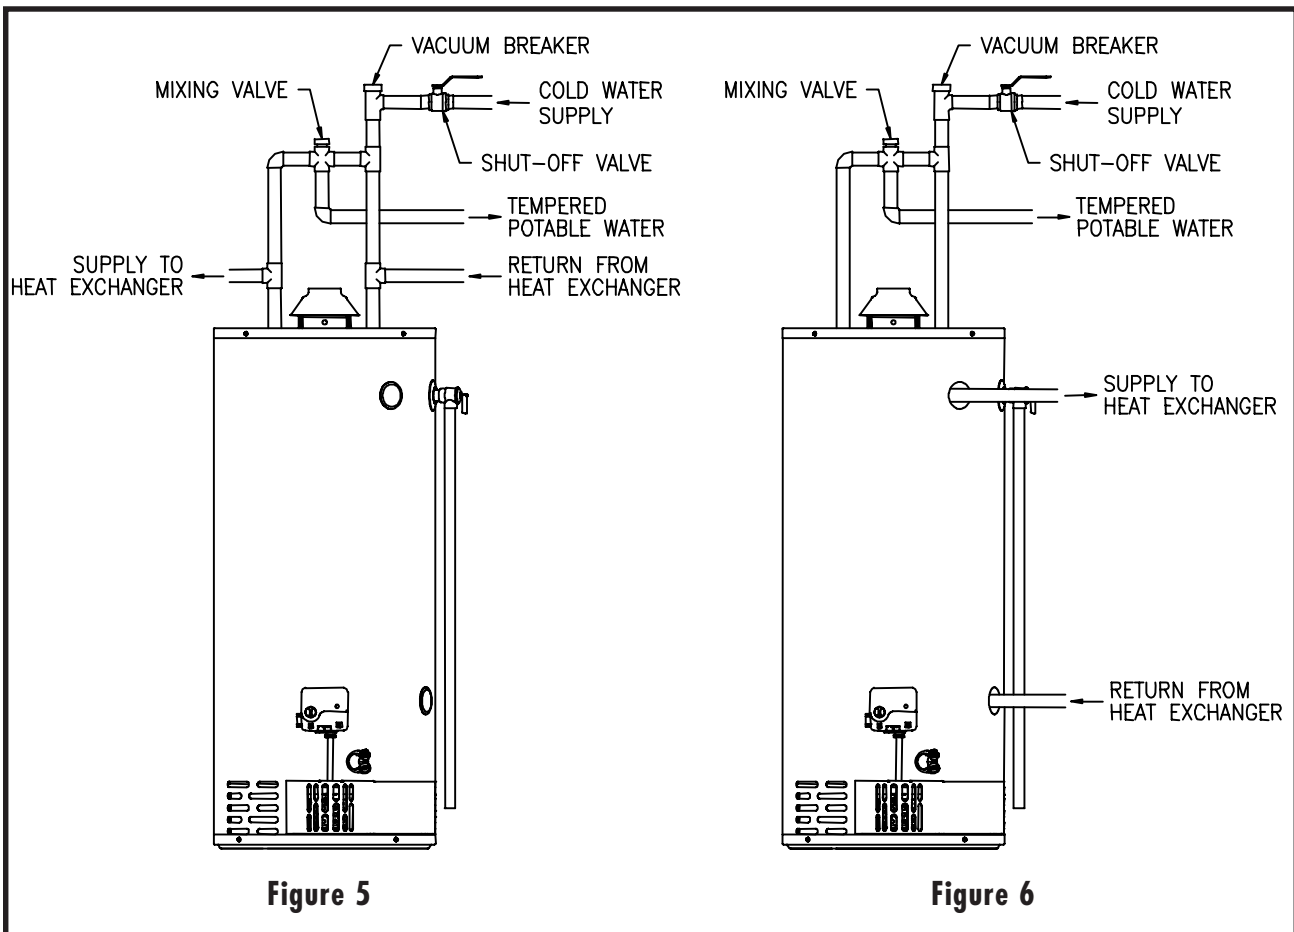 VACUUM BREAKER
MIXING VALVE
COLD WATER
SUPPLY
SHUT-OFF VALVE
TEMPERED
POTABLE WATER
SUPPLY TO
HEAT EXCHANGER
RETURN FROM
HEAT EXCHANGER
Figure 5
VACUUM BREAKER
MIXING VALVE
COLD WATER
SUPPLY
SHUT-OFF VALVE
TEMPERED
POTABLE WATER
SUPPLY TO
HEAT EXCHANGER
RETURN FROM
HEAT EXCHANGER
Figure 6